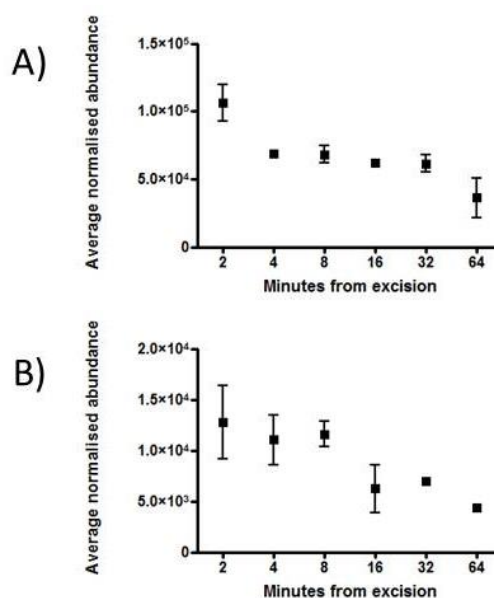 A)
Average normalised abundance
1.5×10⁵
1.0×10⁵
5.0×10⁴
0
2 4 8 16 32 64
Minutes from excision
B)
Average normalised abundance
2.0×10⁴
1.5×10⁴
1.0×10⁴
5.0×10³
0
2 4 8 16 32 64
Minutes from excision